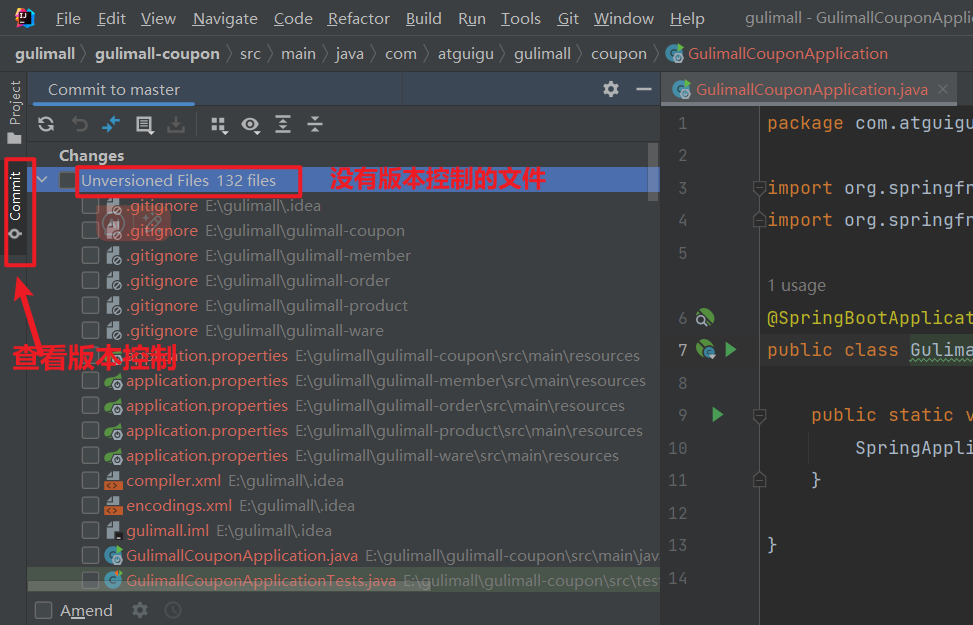 File Edit View Navigate Code Refactor Build Run Tools Git Window Help gulimall - GulimallCouponApplic
gulimall gulimall-coupon src main java com atguigu gulimall coupon GulimallCouponApplication
Project
Commit
Commit to master
GulimallCouponApplication.java
Changes
Unversioned Files 132 files
没有版本控制的文件
.gitignore E:\gulimall\.idea
.gitignore E:\gulimall\gulimall-coupon
.gitignore E:\gulimall\gulimall-member
.gitignore E:\gulimall\gulimall-order
.gitignore E:\gulimall\gulimall-product
.gitignore E:\gulimall\gulimall-ware
查看版本控制
application.properties E:\gulimall\gulimall-coupon\src\main\resources
application.properties E:\gulimall\gulimall-member\src\main\resources
application.properties E:\gulimall\gulimall-order\src\main\resources
application.properties E:\gulimall\gulimall-product\src\main\resources
application.properties E:\gulimall\gulimall-ware\src\main\resources
compiler.xml E:\gulimall\.idea
encodings.xml E:\gulimall\.idea
gulimall.iml E:\gulimall\.idea
GulimallCouponApplication.java E:\gulimall\gulimall-coupon\src\main\jav
GulimallCouponApplicationTests.java E:\gulimall\gulimall-coupon\src\tes
Amend
1 package com.atguigu
2
3 import org.springfr
4 import org.springfr
5
1 usage
6 @SpringBootApplicat
7 public class Gulima
8
9 public static v
10 SpringAppli
11 }
12
13 }
14